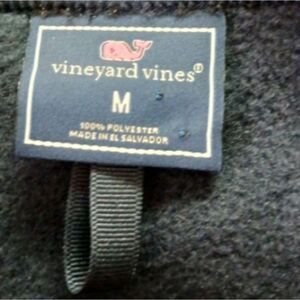 vineyard vines®
M
100% POLYESTER
MADE IN EL SALVADOR